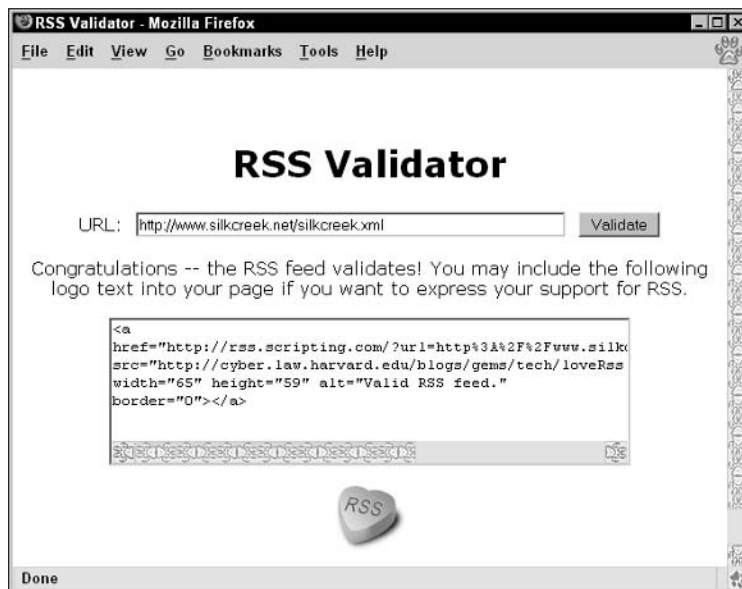 RSS Validator - Mozilla Firefox
File Edit View Go Bookmarks Tools Help
RSS Validator
URL: http://www.silkcreek.net/silkcreek.xml Validate
Congratulations -- the RSS feed validates! You may include the following
logo text into your page if you want to express your support for RSS.
<a
href="http://rss.scripting.com/?url=http%3A%2F%2Fwww.silkc
src="http://cyber.law.harvard.edu/blogs/gems/tech/loveRss
width="65" height="59" alt="Valid RSS feed."
border="0"></a>
RSS
Done